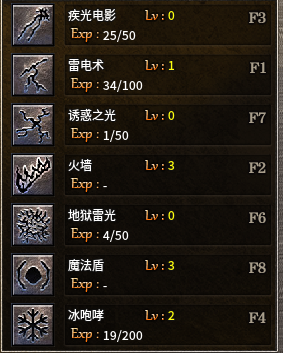 疾光电影 Lv : 0 F3
Exp : 25/50
雷电术 Lv : 1 F1
Exp : 34/100
诱惑之光 Lv : 0 F7
Exp : 1/50
火墙 Lv : 3 F2
Exp : -
地狱雷光 Lv : 0 F6
Exp : 4/50
魔法盾 Lv : 3 F8
Exp : -
冰咆哮 Lv : 2 F4
Exp : 19/200